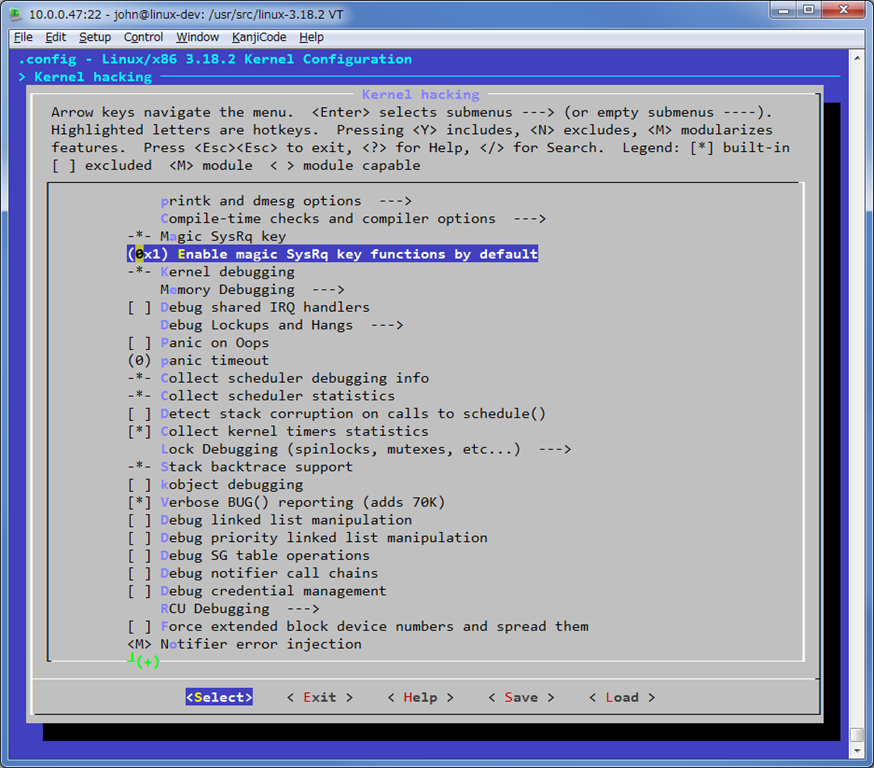 10.0.0.47:22 - john@linux-dev: /usr/src/linux-3.18.2 VT
File Edit Setup Control Window KanjiCode Help
.config - Linux/x86 3.18.2 Kernel Configuration
> Kernel hacking
Kernel hacking
Arrow keys navigate the menu. <Enter> selects submenus ---> (or empty submenus ----).
Highlighted letters are hotkeys. Pressing <Y> includes, <N> excludes, <M> modularizes
features. Press <Esc><Esc> to exit, <?> for Help, </> for Search. Legend: [*] built-in
[ ] excluded <M> module < > module capable
printk and dmesg options --->
Compile-time checks and compiler options --->
-*- Magic SysRq key
(0x1) Enable magic SysRq key functions by default
-*- Kernel debugging
Memory Debugging --->
[ ] Debug shared IRQ handlers
Debug Lockups and Hangs --->
[ ] Panic on Oops
(0) panic timeout
-*- Collect scheduler debugging info
-*- Collect scheduler statistics
[ ] Detect stack corruption on calls to schedule()
[*] Collect kernel timers statistics
Lock Debugging (spinlocks, mutexes, etc...) --->
-*- Stack backtrace support
[ ] kobject debugging
[*] Verbose BUG() reporting (adds 70K)
[ ] Debug linked list manipulation
[ ] Debug priority linked list manipulation
[ ] Debug SG table operations
[ ] Debug notifier call chains
[ ] Debug credential management
RCU Debugging --->
[ ] Force extended block device numbers and spread them
<M> Notifier error injection
┴(+)
<Select> < Exit > < Help > < Save > < Load >